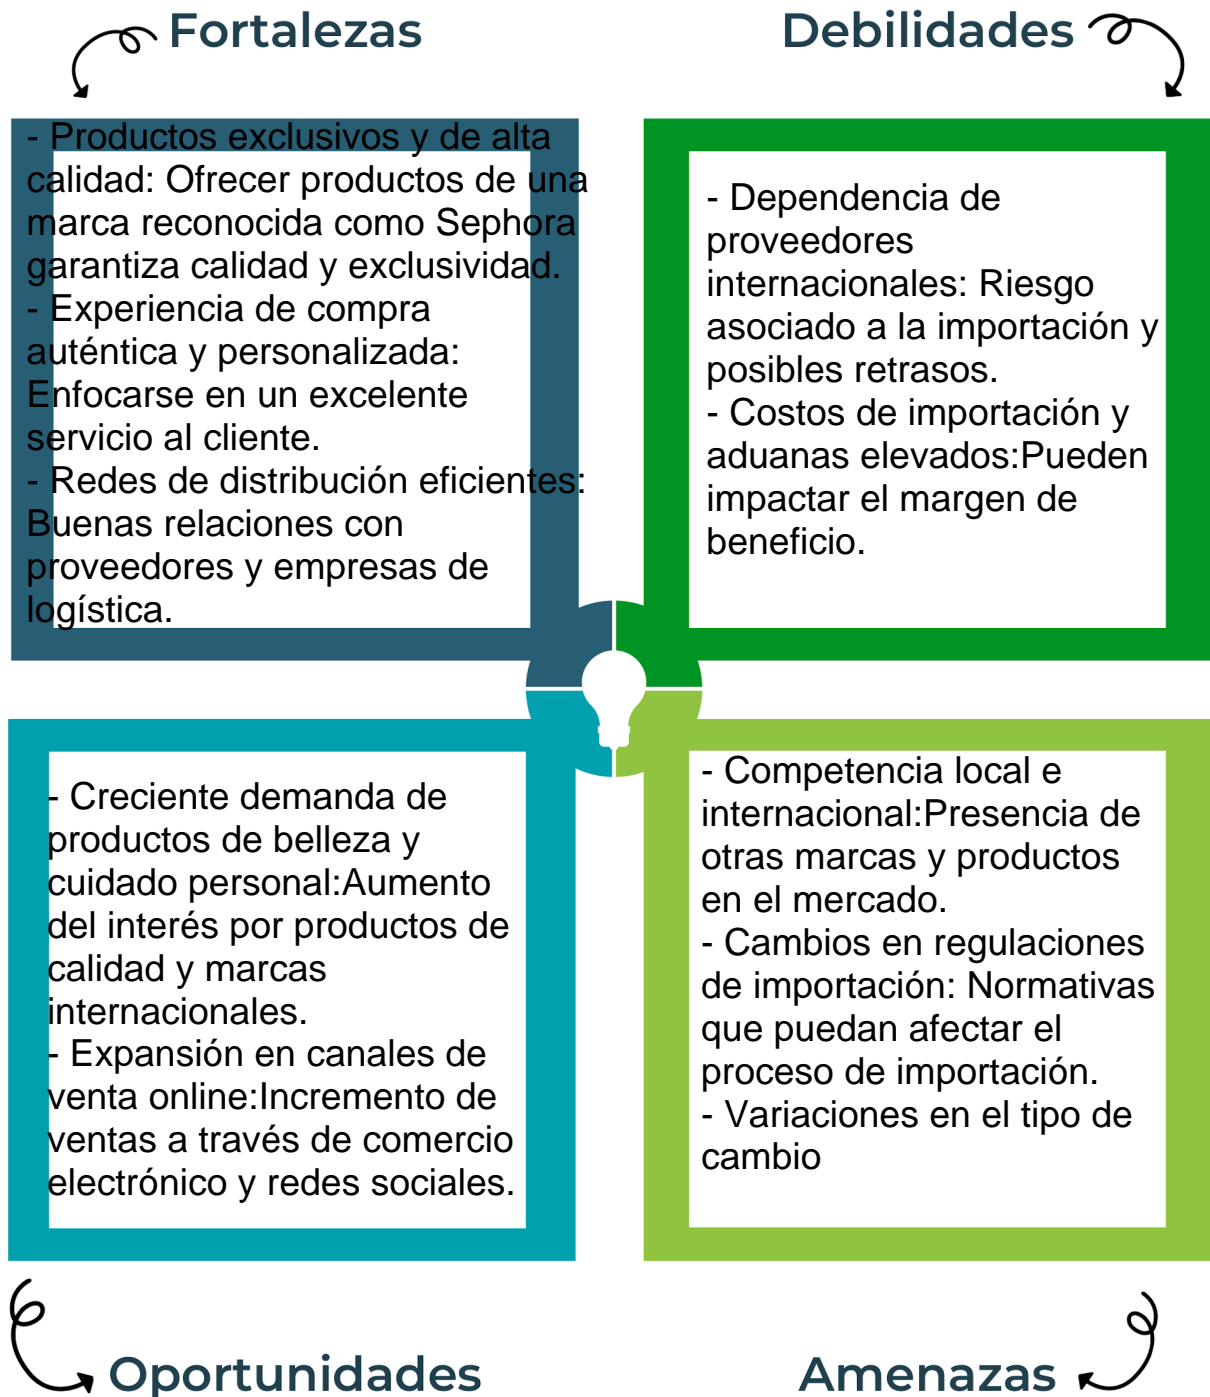 Fortalezas
- Productos exclusivos y de alta
calidad: Ofrecer productos de una
marca reconocida como Sephora
garantiza calidad y exclusividad.
- Experiencia de compra
auténtica y personalizada:
Enfocarse en un excelente
servicio al cliente.
- Redes de distribución eficientes:
Buenas relaciones con
proveedores y empresas de
logística.
Debilidades
- Dependencia de
proveedores
internacionales: Riesgo
asociado a la importación y
posibles retrasos.
- Costos de importación y
aduanas elevados:Pueden
impactar el margen de
beneficio.
- Creciente demanda de
productos de belleza y
cuidado personal:Aumento
del interés por productos de
calidad y marcas
internacionales.
- Expansión en canales de
venta online:Incremento de
ventas a través de comercio
electrónico y redes sociales.
Oportunidades
- Competencia local e
internacional:Presencia de
otras marcas y productos
en el mercado.
- Cambios en regulaciones
de importación: Normativas
que puedan afectar el
proceso de importación.
- Variaciones en el tipo de
cambio
Amenazas